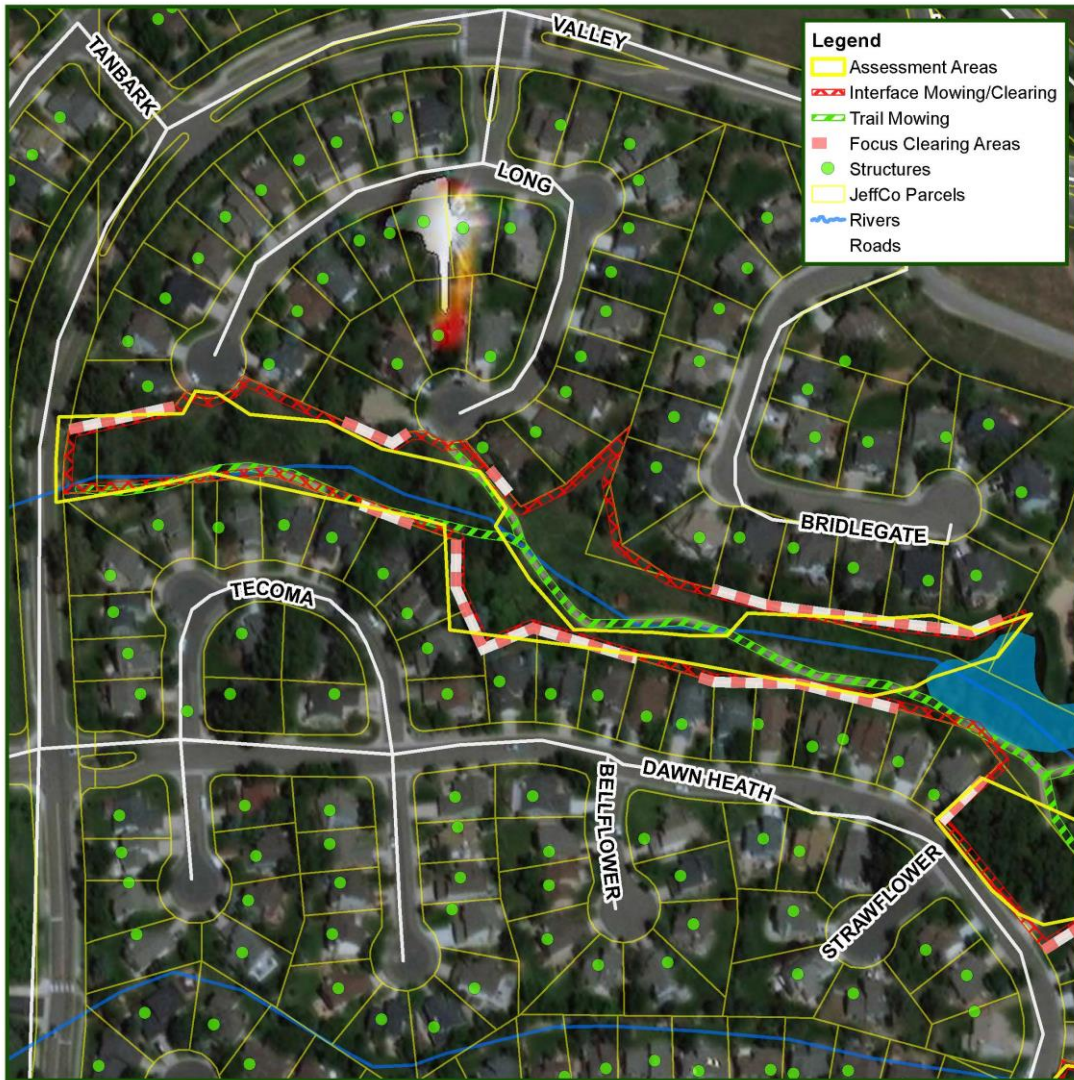 VALLEY
TANBARK
Legend
Assessment Areas
Interface Mowing/Clearing
Trail Mowing
Focus Clearing Areas
Structures
JeffCo Parcels
Rivers
Roads
LONG
BRIDLEGATE
TECOMA
DAWN HEATH
BELLFLOWER
STRAWFLOWER